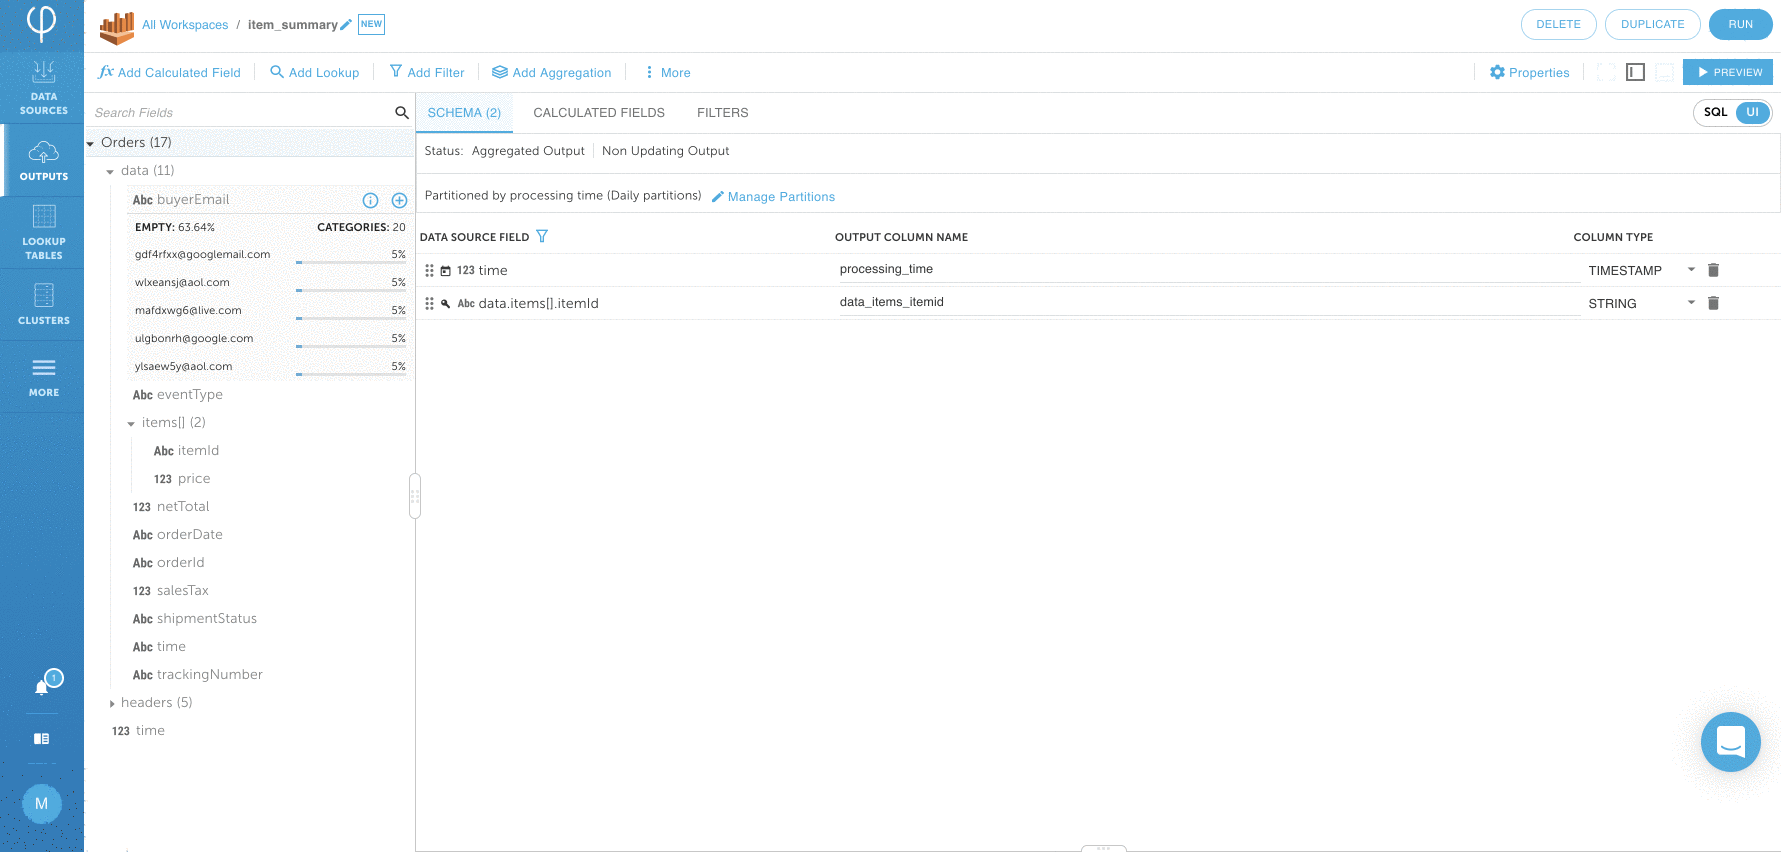 All Workspaces / item_summary NEW
DELETE DUPLICATE RUN
DATA SOURCES
OUTPUTS
LOOKUP TABLES
CLUSTERS
MORE
1
M
fx Add Calculated Field Add Lookup Add Filter Add Aggregation More
Properties PREVIEW
Search Fields
Orders (17)
data (11)
Abc buyerEmail
EMPTY: 63.64% CATEGORIES: 20
gdf4rfxx@googlemail.com 5%
wlxeansj@aol.com 5%
mafdxwg6@live.com 5%
ulgbonrh@google.com 5%
ylsaew5y@aol.com 5%
Abc eventType
items[] (2)
Abc itemId
123 price
123 netTotal
Abc orderDate
Abc orderId
123 salesTax
Abc shipmentStatus
Abc time
Abc trackingNumber
headers (5)
123 time
SCHEMA (2) CALCULATED FIELDS FILTERS
SQL UI
Status: Aggregated Output Non Updating Output
Partitioned by processing time (Daily partitions) Manage Partitions
DATA SOURCE FIELD OUTPUT COLUMN NAME COLUMN TYPE
123 time processing_time TIMESTAMP
Abc data.items[].itemId data_items_itemid STRING